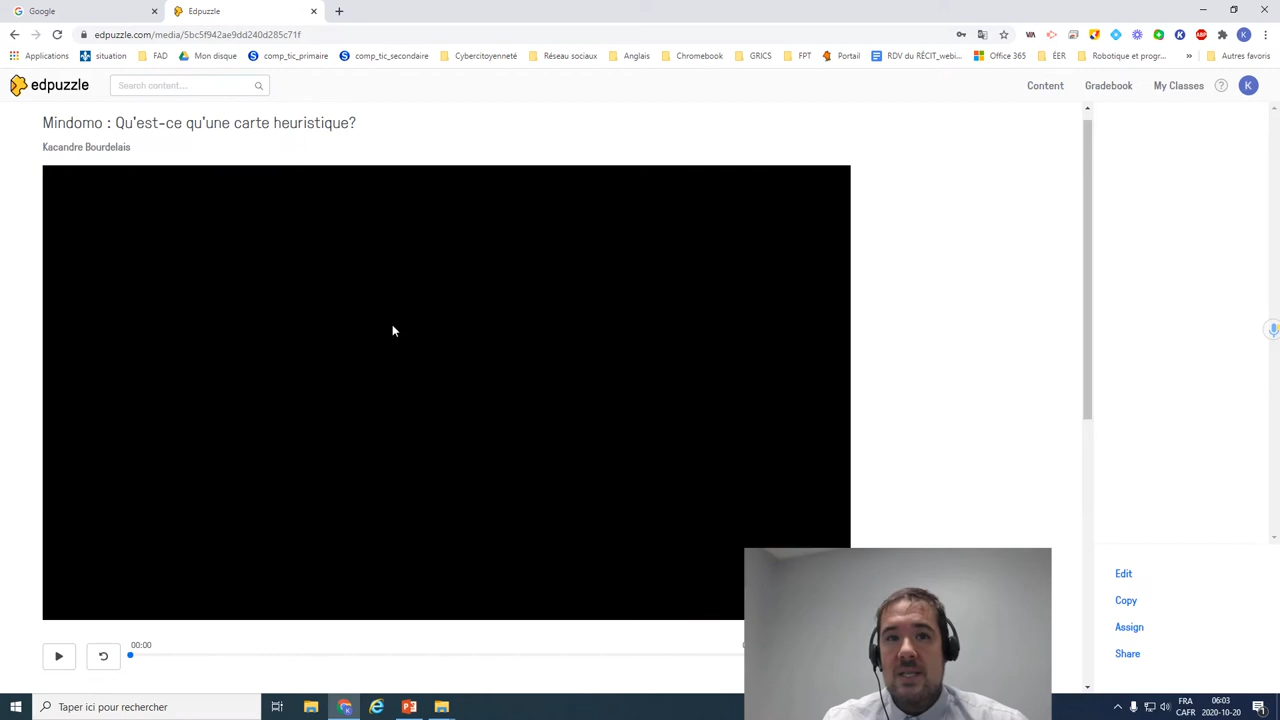 Google
Edpuzzle
edpuzzle.com/media/5bc5f942ae9dd240d285c71f
VA
ABP
K
Applications situation FAD Mon disque comp_tic_primaire comp_tic_secondaire Cybercitoyenneté Réseau sociaux Anglais Chromebook GRICS FPT Portail RDV du RÉCIT_webi... Office 365 ÉER Robotique et progr... » Autres favoris
edpuzzle Search content... Content Gradebook My Classes ? K
Mindomo : Qu'est-ce qu'une carte heuristique?
Kacandre Bourdelais
Edit
Copy
Assign
Share
00:00
Taper ici pour rechercher
FRA
CAFR
06:03
2020-10-20